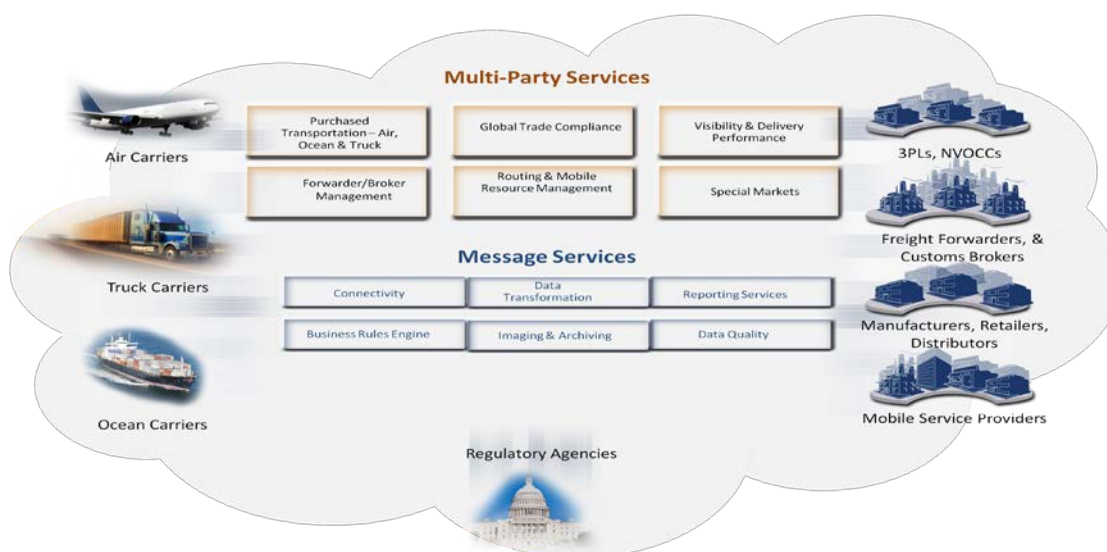 Multi-Party Services
Purchased
Transportation – Air,
Ocean & Truck
Global Trade Compliance
Visibility & Delivery
Performance
Forwarder/Broker
Management
Routing & Mobile
Resource Management
Special Markets
Message Services
Connectivity
Data
Transformation
Reporting Services
Business Rules Engine
Imaging & Archiving
Data Quality
Air Carriers
Truck Carriers
Ocean Carriers
3PLs, NVOCCs
Freight Forwarders, &
Customs Brokers
Manufacturers, Retailers,
Distributors
Mobile Service Providers
Regulatory Agencies